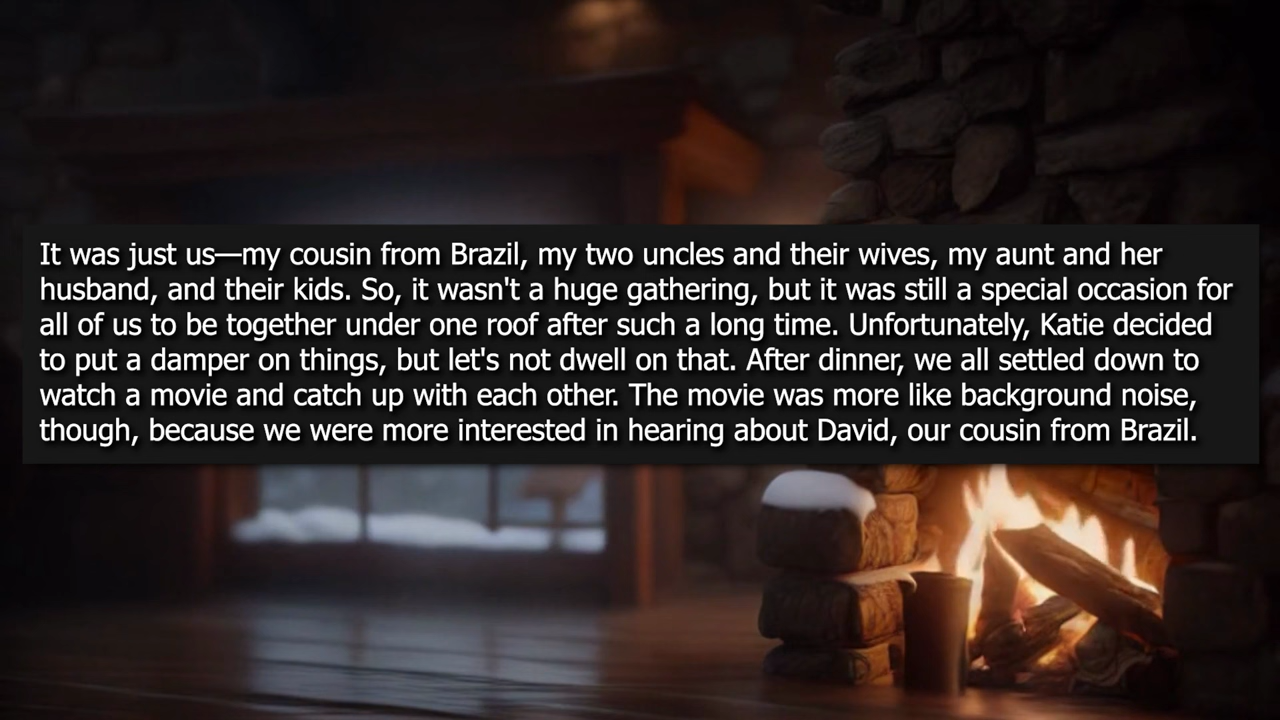 It was just us—my cousin from Brazil, my two uncles and their wives, my aunt and her
husband, and their kids. So, it wasn't a huge gathering, but it was still a special occasion for
all of us to be together under one roof after such a long time. Unfortunately, Katie decided
to put a damper on things, but let's not dwell on that. After dinner, we all settled down to
watch a movie and catch up with each other. The movie was more like background noise,
though, because we were more interested in hearing about David, our cousin from Brazil.